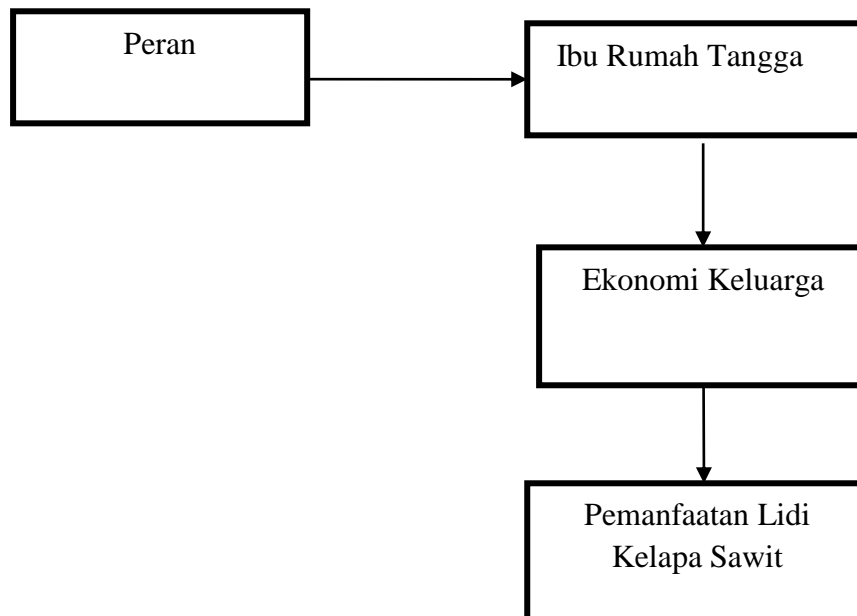 Peran
Ibu Rumah Tangga
Ekonomi Keluarga
Pemanfaatan Lidi
Kelapa Sawit